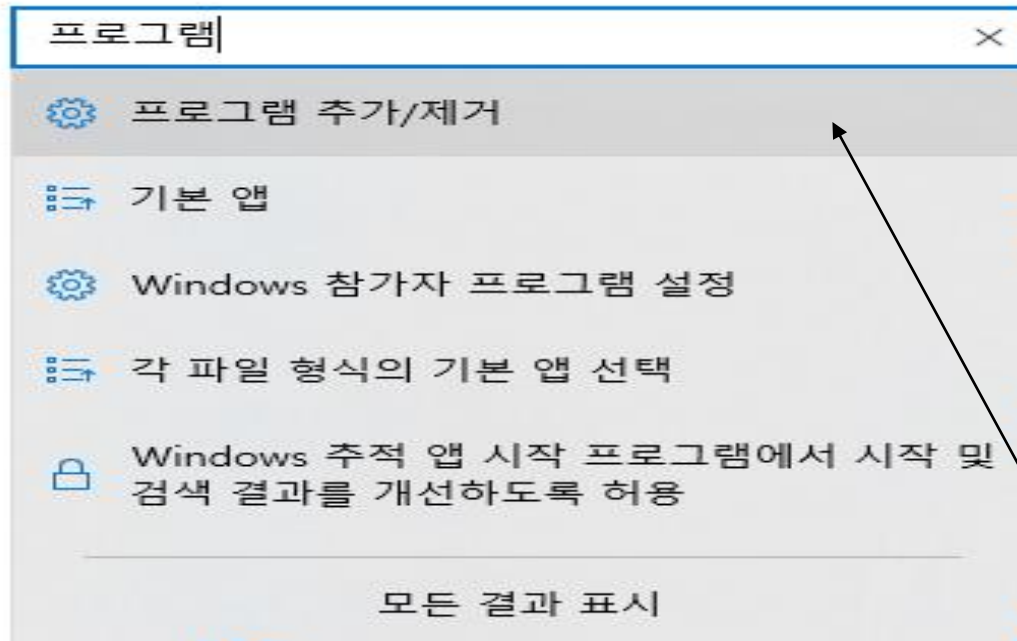 프로그램
프로그램 추가/제거
기본 앱
Windows 참가자 프로그램 설정
각 파일 형식의 기본 앱 선택
Windows 추적 앱 시작 프로그램에서 시작 및
검색 결과를 개선하도록 허용
모든 결과 표시